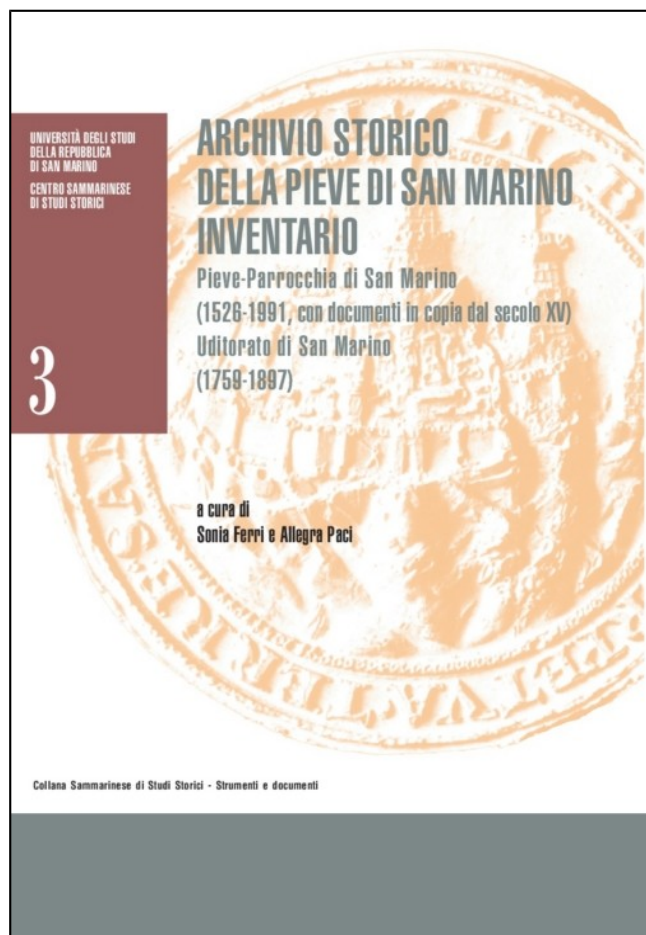 UNIVERSITÀ DEGLI STUDI
DELLA REPUBBLICA
DI SAN MARINO
CENTRO SAMMARINESE
DI STUDI STORICI
3
ARCHIVIO STORICO
DELLA PIEVE DI SAN MARINO
INVENTARIO
Pieve-Parrocchia di San Marino
(1526-1991, con documenti in copia dal secolo XV)
Uditorato di San Marino
(1759-1897)
a cura di
Sonia Ferri e Allegra Paci
Collana Sammarinese di Studi Storici - Strumenti e documenti